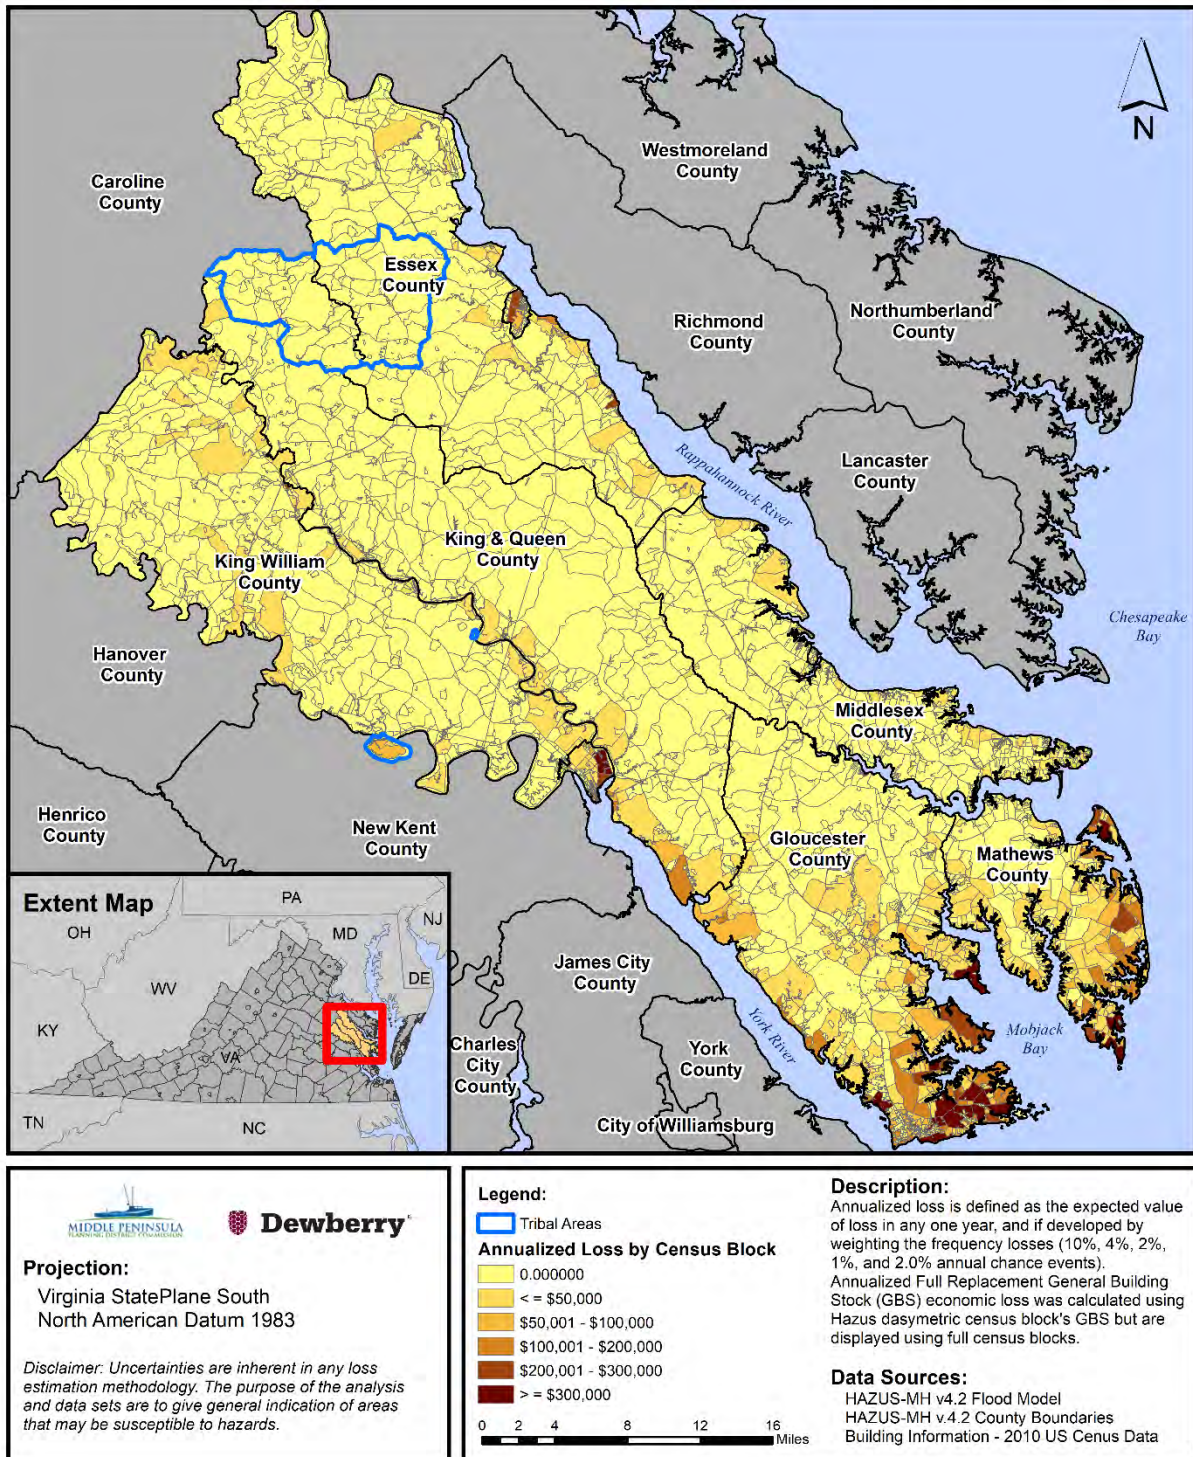 N
Westmoreland
County
Caroline
County
Essex
County
Northumberland
County
Richmond
County
Lancaster
County
Rappahannock River
King & Queen
County
King William
County
Chesapeake
Bay
Hanover
County
Middlesex
County
Henrico
County
New Kent
County
Gloucester
County
Mathews
County
James City
County
York River
Mobjack
Bay
Charles
City
County
York
County
City of Williamsburg
Extent Map
PA
OH
MD
NJ
DE
WV
KY
VA
TN
NC
MIDDLE PENINSULA
PLANNING DISTRICT COMMISSION
Dewberry
Projection:
Virginia StatePlane South
North American Datum 1983
Disclaimer: Uncertainties are inherent in any loss
estimation methodology. The purpose of the analysis
and data sets are to give general indication of areas
that may be susceptible to hazards.
Legend:
Tribal Areas
Annualized Loss by Census Block
0.000000
< = $50,000
$50,001 - $100,000
$100,001 - $200,000
$200,001 - $300,000
> = $300,000
0 2 4 8 12 16
Miles
Description:
Annualized loss is defined as the expected value
of loss in any one year, and if developed by
weighting the frequency losses (10%, 4%, 2%,
1%, and 2.0% annual chance events).
Annualized Full Replacement General Building
Stock (GBS) economic loss was calculated using
Hazus dasymetric census block's GBS but are
displayed using full census blocks.
Data Sources:
HAZUS-MH v4.2 Flood Model
HAZUS-MH v.4.2 County Boundaries
Building Information - 2010 US Cenus Data